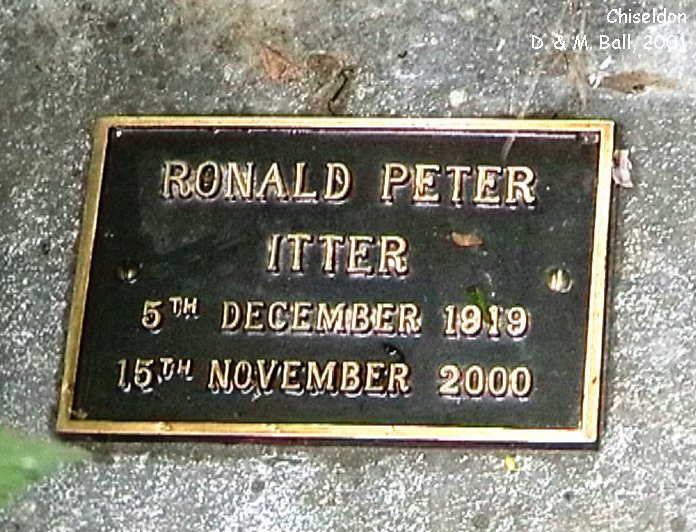 Chiseldon
D. & M. Ball, 2001
RONALD PETER
ITTER
5TH DECEMBER 1919
15TH NOVEMBER 2000